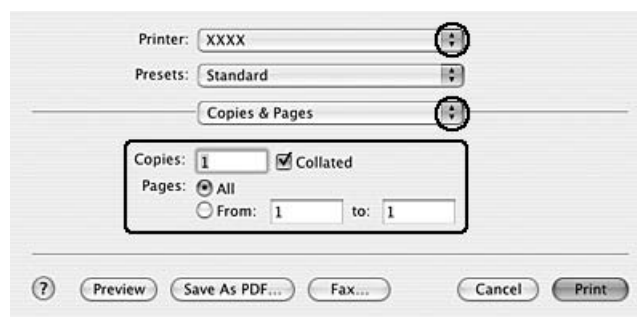 Printer: XXXX
Presets: Standard
Copies & Pages
Copies: 1 Collated
Pages: All
From: 1 to: 1
? Preview Save As PDF... Fax... Cancel Print